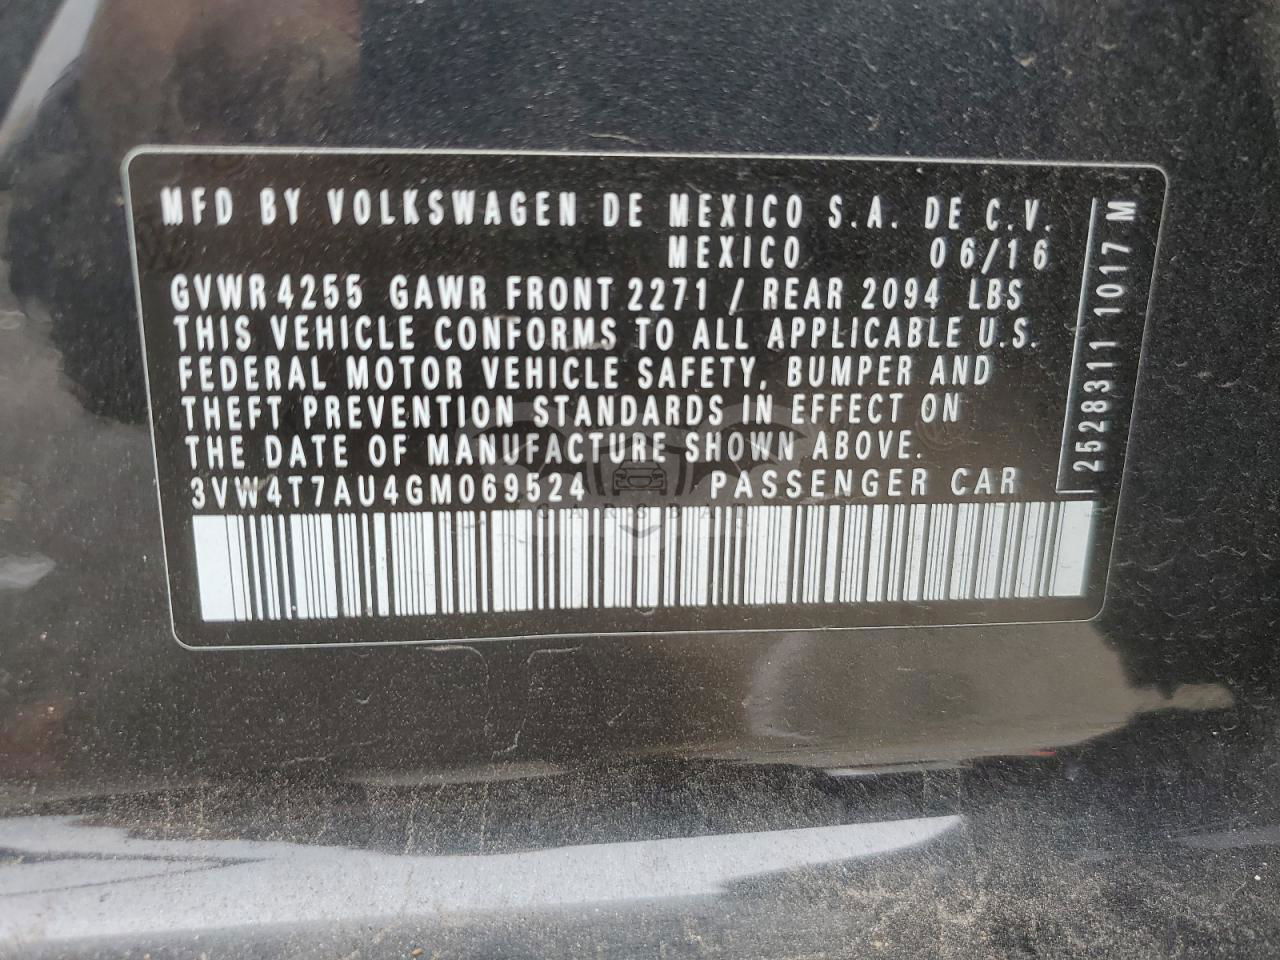 MFD BY VOLKSWAGEN DE MEXICO S.A. DE C.V.
MEXICO 06/16
GVWR 4255 GAWR FRONT 2271 / REAR 2094 LBS
THIS VEHICLE CONFORMS TO ALL APPLICABLE U.S.
FEDERAL MOTOR VEHICLE SAFETY, BUMPER AND
THEFT PREVENTION STANDARDS IN EFFECT ON
THE DATE OF MANUFACTURE SHOWN ABOVE.
3VW4T7AU4GM069524 PASSENGER CAR
2528311 1017 M